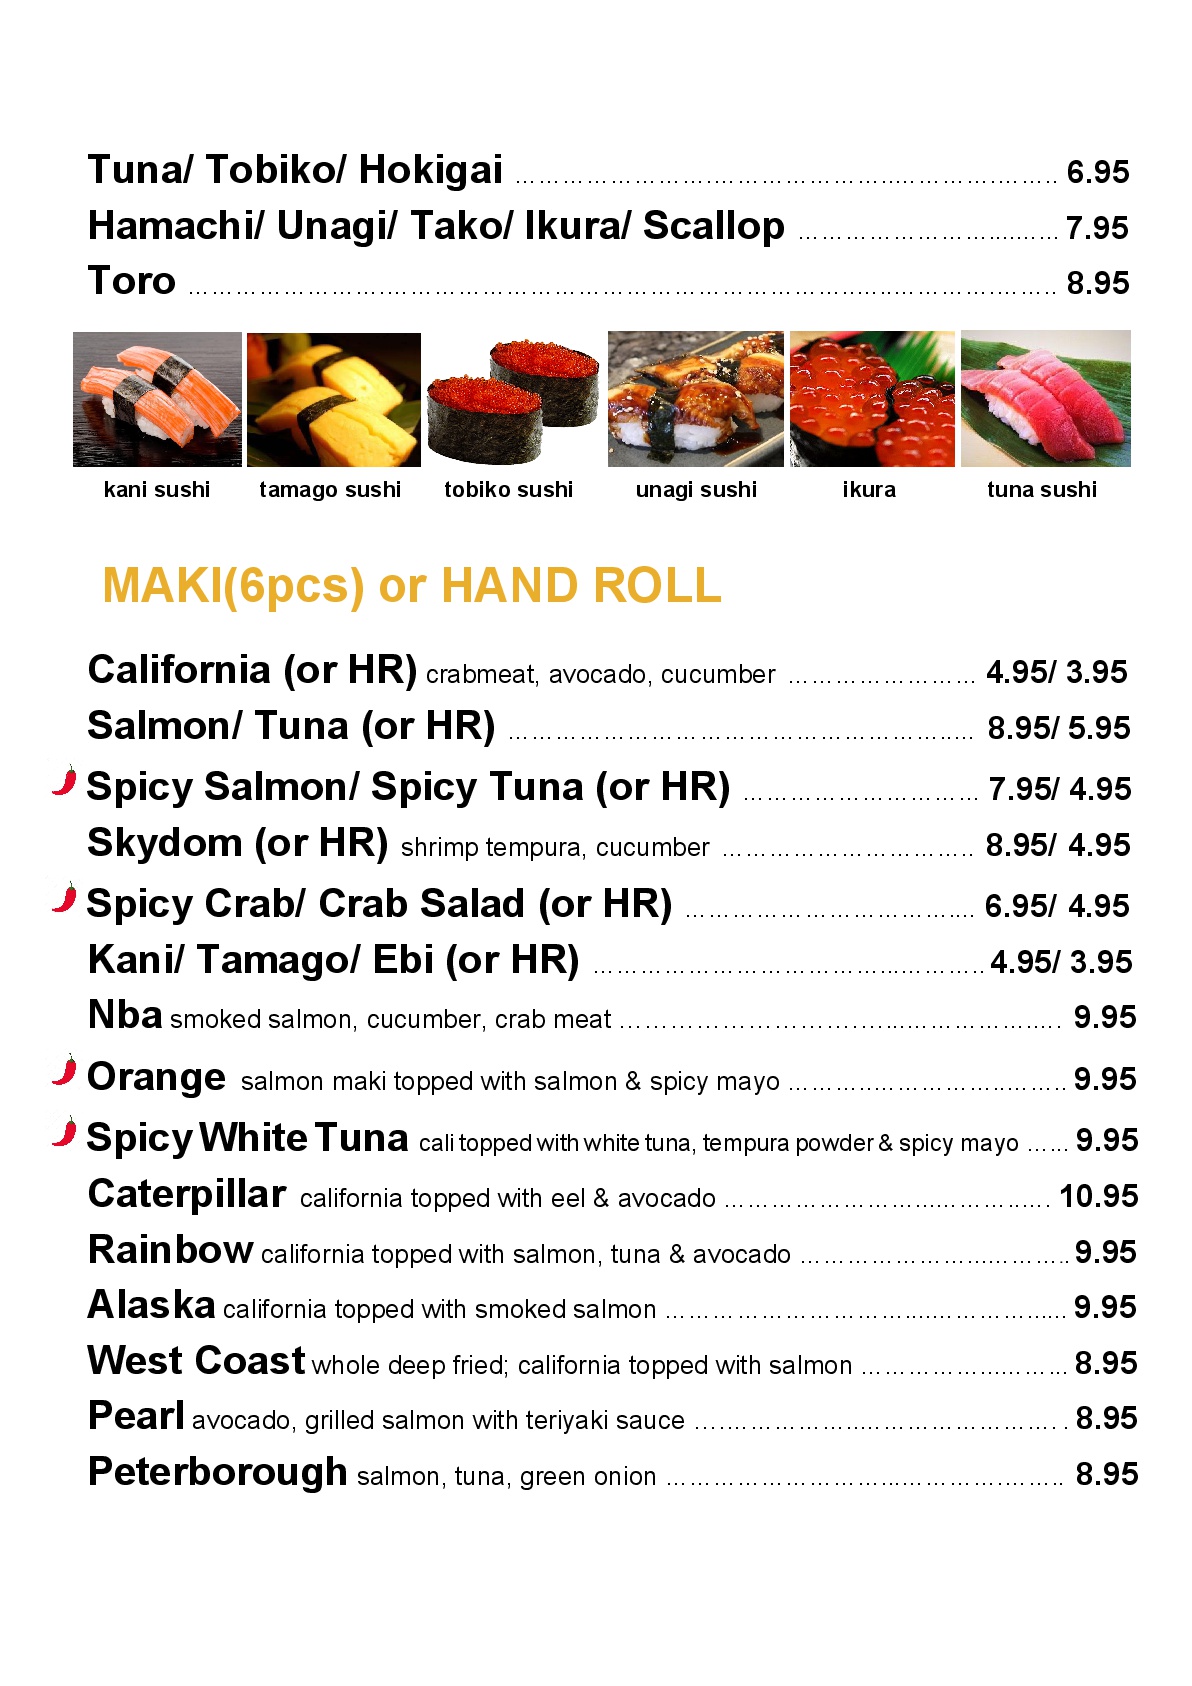 Tuna/ Tobiko/ Hokigai ........................................ 6.95
Hamachi/ Unagi/ Tako/ Ikura/ Scallop .................... 7.95
Toro ................................................................ 8.95
kani sushi tamago sushi tobiko sushi unagi sushi ikura tuna sushi
MAKI(6pcs) or HAND ROLL
California (or HR) crabmeat, avocado, cucumber .............. 4.95/ 3.95
Salmon/ Tuna (or HR) .................................... 8.95/ 5.95
Spicy Salmon/ Spicy Tuna (or HR) .................. 7.95/ 4.95
Skydom (or HR) shrimp tempura, cucumber .................... 8.95/ 4.95
Spicy Crab/ Crab Salad (or HR) ...................... 6.95/ 4.95
Kani/ Tamago/ Ebi (or HR) .............................. 4.95/ 3.95
Nba smoked salmon, cucumber, crab meat .................................. 9.95
Orange salmon maki topped with salmon & spicy mayo ...................... 9.95
Spicy White Tuna cali topped with white tuna, tempura powder & spicy mayo ...... 9.95
Caterpillar california topped with eel & avocado ......................... 10.95
Rainbow california topped with salmon, tuna & avocado ..................... 9.95
Alaska california topped with smoked salmon ............................... 9.95
West Coast whole deep fried; california topped with salmon ................ 8.95
Pearl avocado, grilled salmon with teriyaki sauce ............................ 8.95
Peterborough salmon, tuna, green onion .............................. 8.95